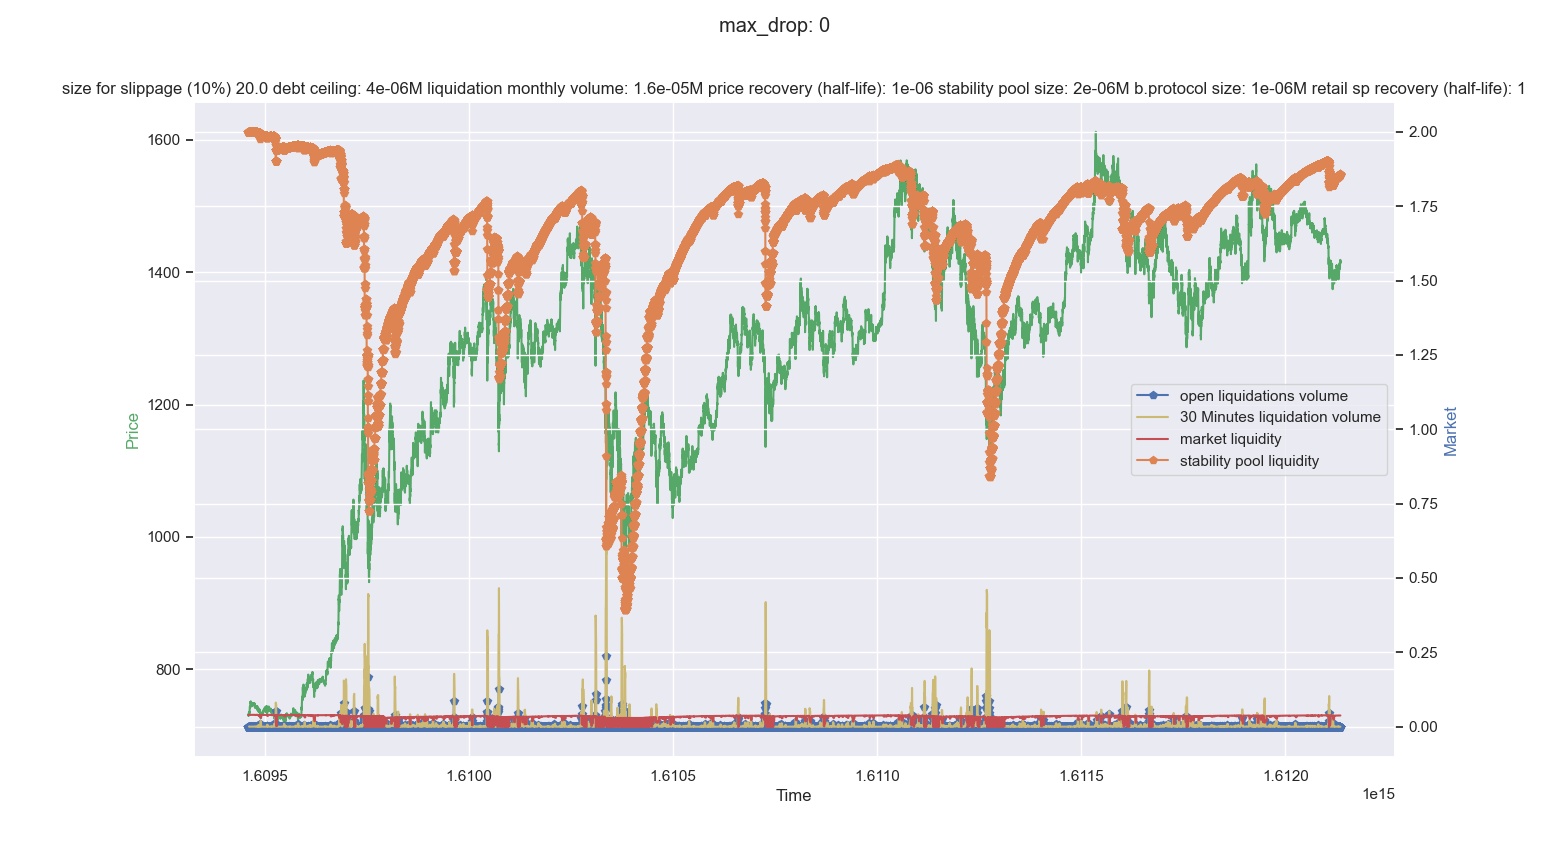 max_drop: 0
size for slippage (10%) 20.0 debt ceiling: 4e-06M liquidation monthly volume: 1.6e-05M price recovery (half-life): 1e-06 stability pool size: 2e-06M b.protocol size: 1e-06M retail sp recovery (half-life): 1
1600
1400
1200
1000
800
Price
2.00
1.75
1.50
1.25
1.00
0.75
0.50
0.25
0.00
Market
open liquidations volume
30 Minutes liquidation volume
market liquidity
stability pool liquidity
1.6095
1.6100
1.6105
1.6110
1.6115
1.6120
Time
1e15